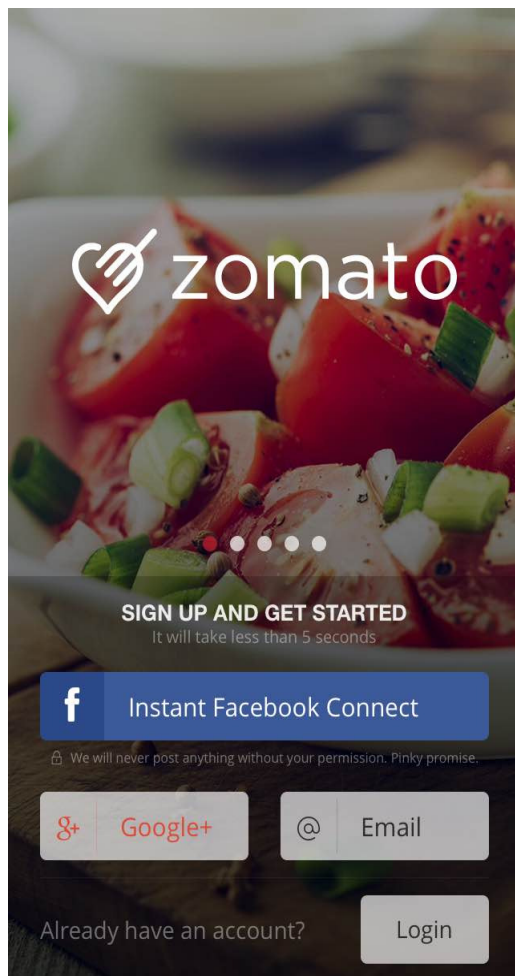 zomato
SIGN UP AND GET STARTED
It will take less than 5 seconds
f Instant Facebook Connect
We will never post anything without your permission. Pinky promise.
g+ Google+ @ Email
Already have an account? Login